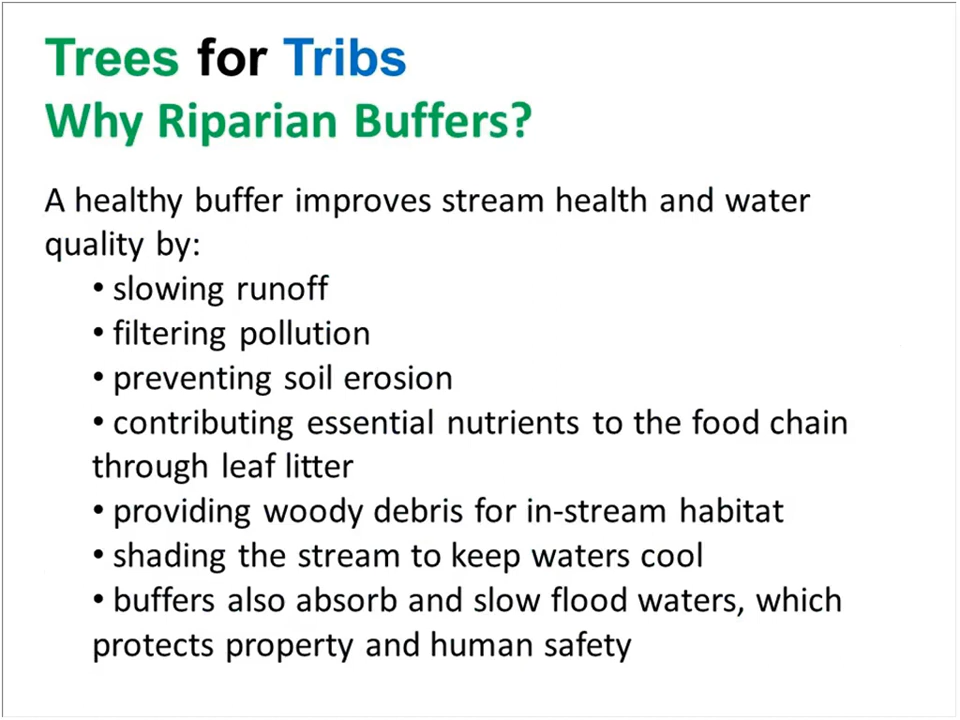 Trees for Tribs
Why Riparian Buffers?
A healthy buffer improves stream health and water
quality by:
• slowing runoff
• filtering pollution
• preventing soil erosion
• contributing essential nutrients to the food chain
through leaf litter
• providing woody debris for in-stream habitat
• shading the stream to keep waters cool
• buffers also absorb and slow flood waters, which
protects property and human safety